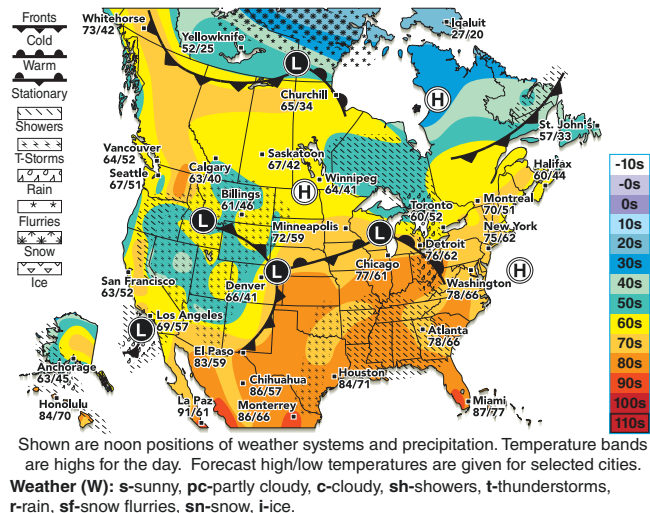 Fronts
Cold
Warm
Stationary
Showers
T-Storms
Rain
Flurries
Snow
Ice
Whitehorse
73/42
Yellowknife
52/25
Iqaluit
27/20
L
Churchill
65/34
H
St. John's
57/33
Vancouver
64/52
Seattle
67/51
Calgary
63/40
Saskatoon
67/42
Winnipeg
64/41
Halifax
60/44
Billings
61/46
H
Toronto
60/52
Montreal
70/51
L
Minneapolis
72/59
L
New York
75/62
Detroit
76/62
Chicago
77/61
L
H
Denver
66/41
San Francisco
63/52
Washington
78/66
Los Angeles
69/57
L
Atlanta
78/66
El Paso
83/59
Anchorage
63/45
Chihuahua
86/57
Houston
84/71
Honolulu
84/70
La Paz
91/61
Monterrey
86/66
Miami
87/77
-10s
-0s
0s
10s
20s
30s
40s
50s
60s
70s
80s
90s
100s
110s
Shown are noon positions of weather systems and precipitation. Temperature bands
are highs for the day. Forecast high/low temperatures are given for selected cities.
Weather (W): s-sunny, pc-partly cloudy, c-cloudy, sh-showers, t-thunderstorms,
r-rain, sf-snow flurries, sn-snow, i-ice.